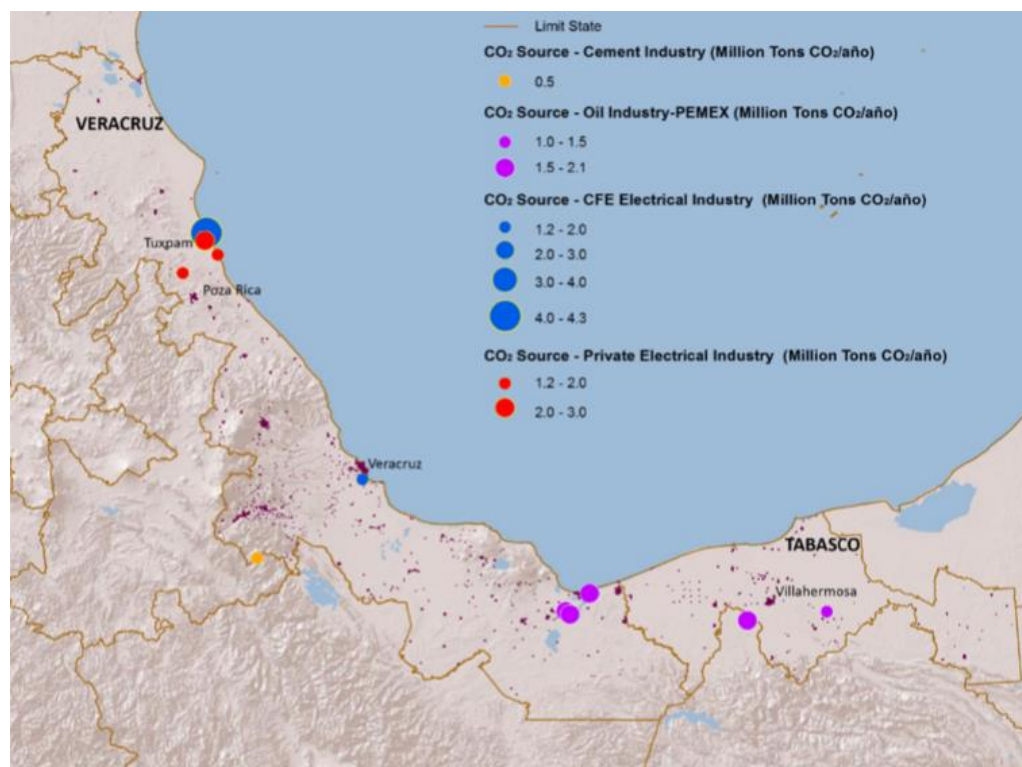 Limit State
CO₂ Source - Cement Industry (Million Tons CO₂/año)
0.5
CO₂ Source - Oil Industry-PEMEX (Million Tons CO₂/año)
1.0 - 1.5
1.5 - 2.1
CO₂ Source - CFE Electrical Industry (Million Tons CO₂/año)
1.2 - 2.0
2.0 - 3.0
3.0 - 4.0
4.0 - 4.3
CO₂ Source - Private Electrical Industry (Million Tons CO₂/año)
1.2 - 2.0
2.0 - 3.0
VERACRUZ
Tuxpam
Poza Rica
Veracruz
TABASCO
Villahermosa